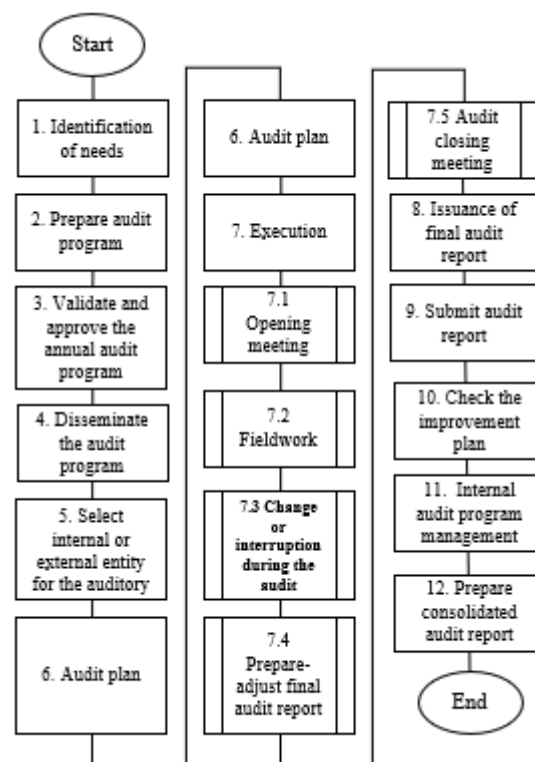 Start
1. Identification
of needs
2. Prepare audit
program
3. Validate and
approve the
annual audit
program
4. Disseminate
the audit
program
5. Select
internal or
external entity
for the auditory
6. Audit plan
6. Audit plan
7. Execution
7.1
Opening
meeting
7.2
Fieldwork
7.3 Change
or
interruption
during the
audit
7.4
Prepare-
adjust final
audit report
7.5 Audit
closing
meeting
8. Issuance of
final audit
report
9. Submit audit
report
10. Check the
improvement
plan
11. Internal
audit program
management
12. Prepare
consolidated
audit report
End